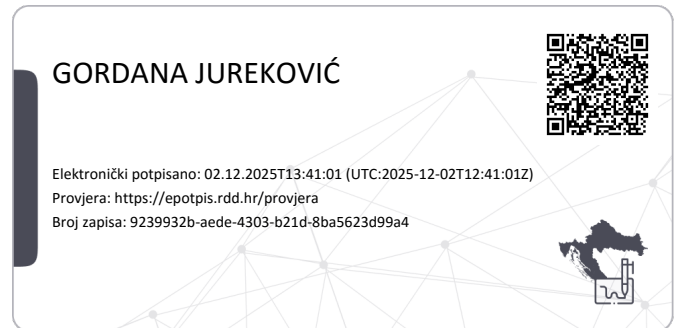 GORDANA JUREKOVIĆ
Elektronički potpisano: 02.12.2025T13:41:01 (UTC:2025-12-02T12:41:01Z)
Provjera: https://epotpis.rdd.hr/provjera
Broj zapisa: 9239932b-aede-4303-b21d-8ba5623d99a4